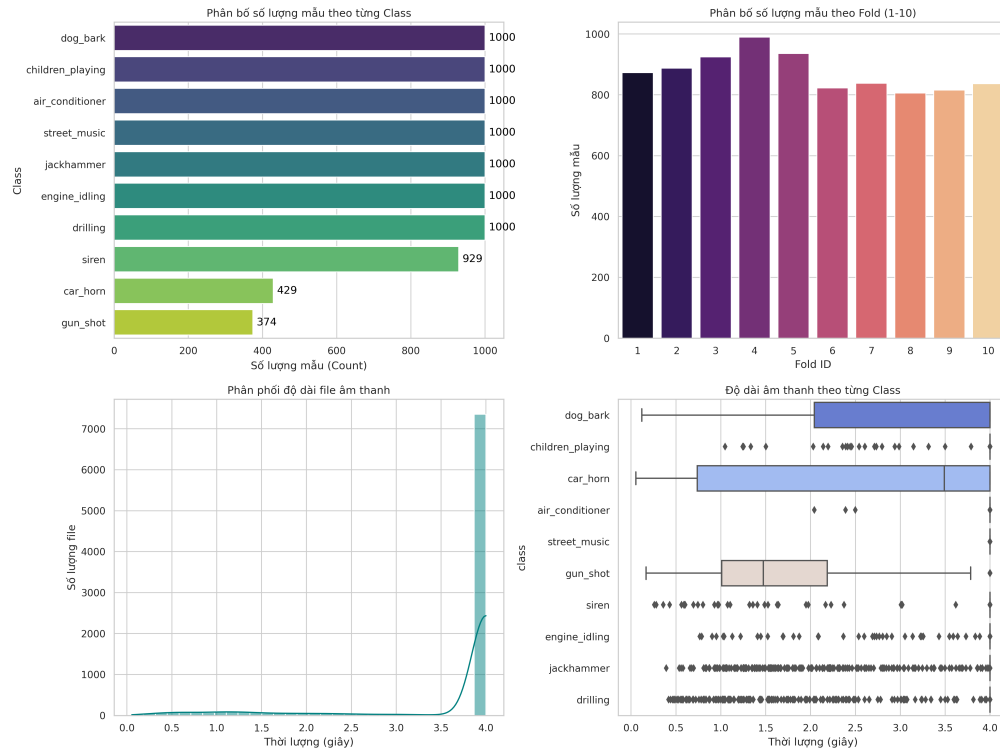 Phân bố số lượng mẫu theo từng Class
Class
dog_bark
1000
children_playing
1000
air_conditioner
1000
street_music
1000
jackhammer
1000
engine_idling
1000
drilling
1000
siren
929
car_horn
429
gun_shot
374
0 200 400 600 800 1000
Số lượng mẫu (Count)
Phân bố số lượng mẫu theo Fold (1-10)
Số lượng mẫu
1000
800
600
400
200
0
1 2 3 4 5 6 7 8 9 10
Fold ID
Phân phối độ dài file âm thanh
Số lượng file
7000
6000
5000
4000
3000
2000
1000
0
0.0 0.5 1.0 1.5 2.0 2.5 3.0 3.5 4.0
Thời lượng (giây)
Độ dài âm thanh theo từng Class
class
dog_bark
children_playing
car_horn
air_conditioner
street_music
gun_shot
siren
engine_idling
jackhammer
drilling
0.0 0.5 1.0 1.5 2.0 2.5 3.0 3.5 4.0
Thời lượng (giây)